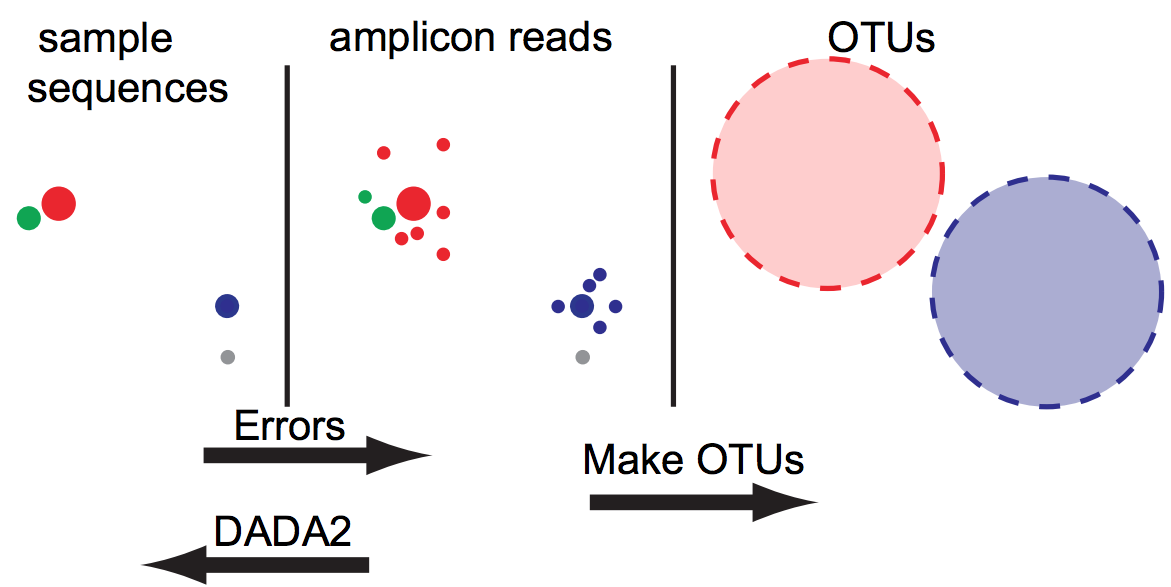 sample
sequences
amplicon reads
OTUs
Errors
Make OTUs
DADA2